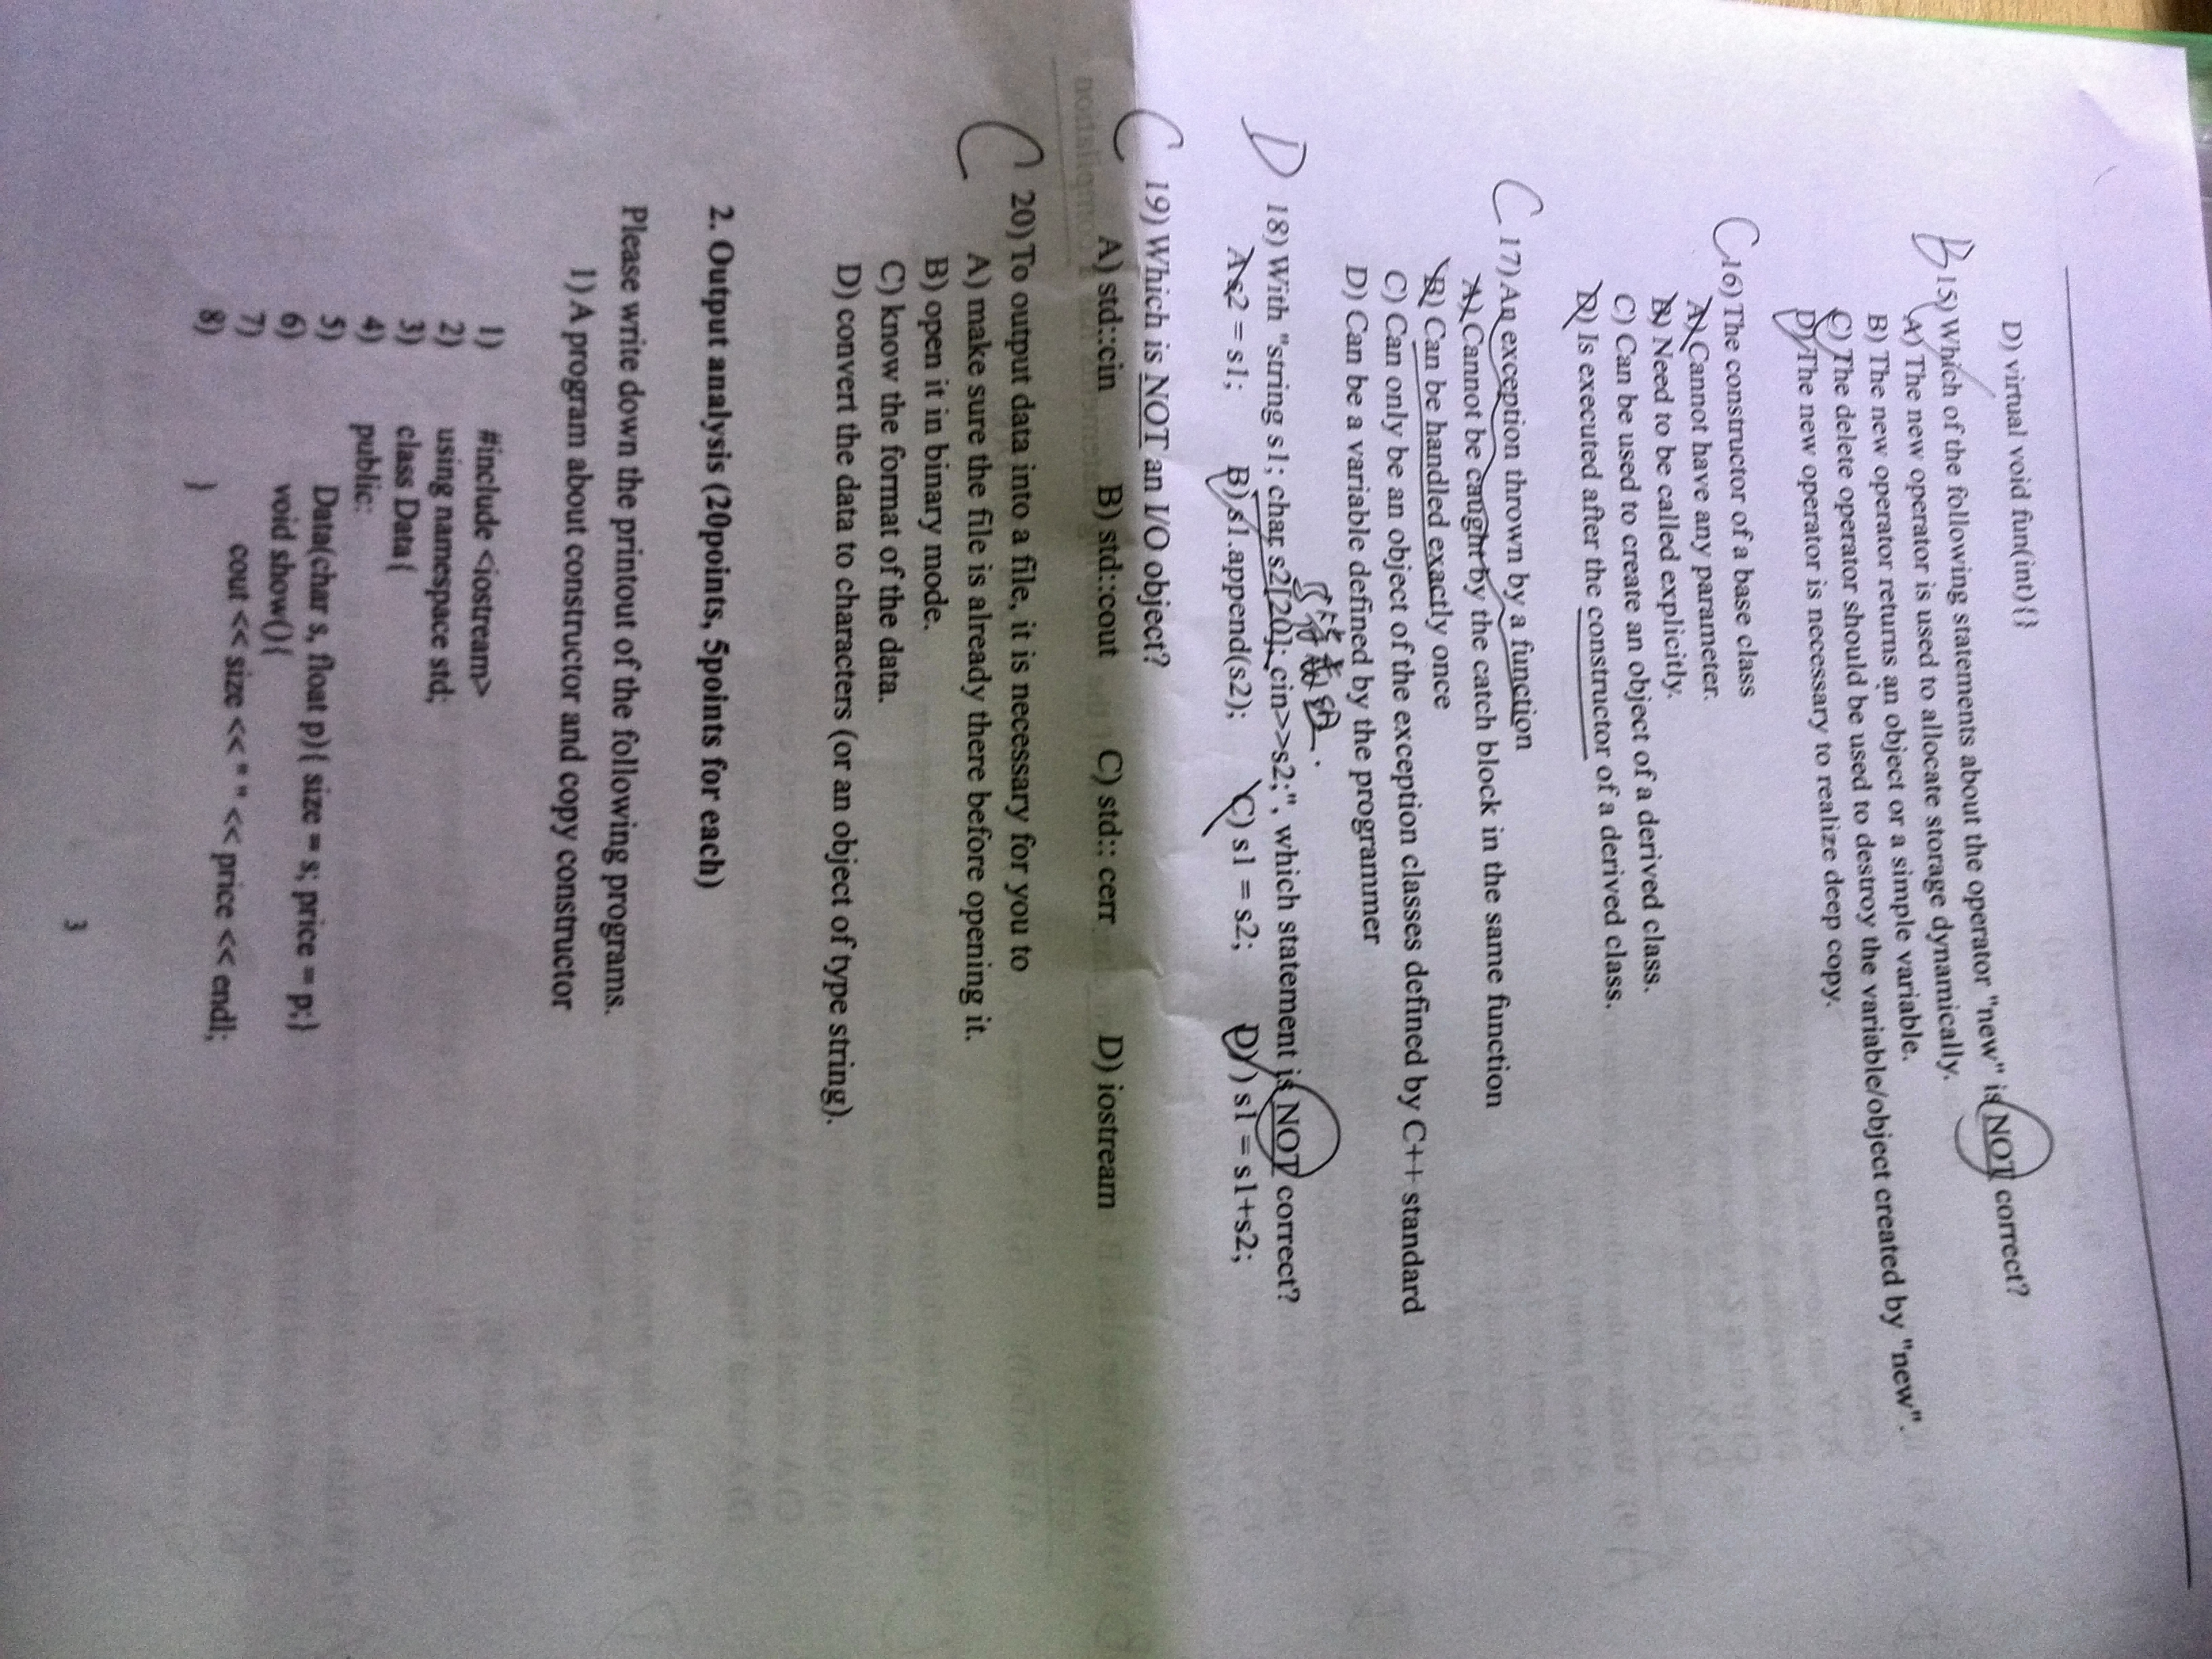 D) virtual void fun(int){}
B 15) Which of the following statements about the operator "new" is NOT correct?
A) The new operator is used to allocate storage dynamically.
B) The new operator returns an object or a simple variable.
C) The delete operator should be used to destroy the variable/object created by "new".
D) The new operator is necessary to realize deep copy.
C 16) The constructor of a base class
A) Cannot have any parameter.
B) Need to be called explicitly.
C) Can be used to create an object of a derived class.
D) Is executed after the constructor of a derived class.
C 17) An exception thrown by a function
A) Cannot be caught by the catch block in the same function
B) Can be handled exactly once
C) Can only be an object of the exception classes defined by C++ standard
D) Can be a variable defined by the programmer
D 18) With "string s1; char s2[20]; cin>>s2;", which statement is NOT correct?
A s2 = s1; B) s1.append(s2); C) s1 = s2; D) s1 = s1+s2;
C 19) Which is NOT an I/O object?
A) std::cin B) std::cout C) std:: cerr D) iostream
C 20) To output data into a file, it is necessary for you to
A) make sure the file is already there before opening it.
B) open it in binary mode.
C) know the format of the data.
D) convert the data to characters (or an object of type string).
2. Output analysis (20points, 5points for each)
Please write down the printout of the following programs.
1) A program about constructor and copy constructor
1) #include <iostream>
2) using namespace std;
3) class Data{
4) public:
5) Data(char s, float p){ size = s; price = p;}
6) void show(){
7) cout << size << " " << price << endl;
8) }
3